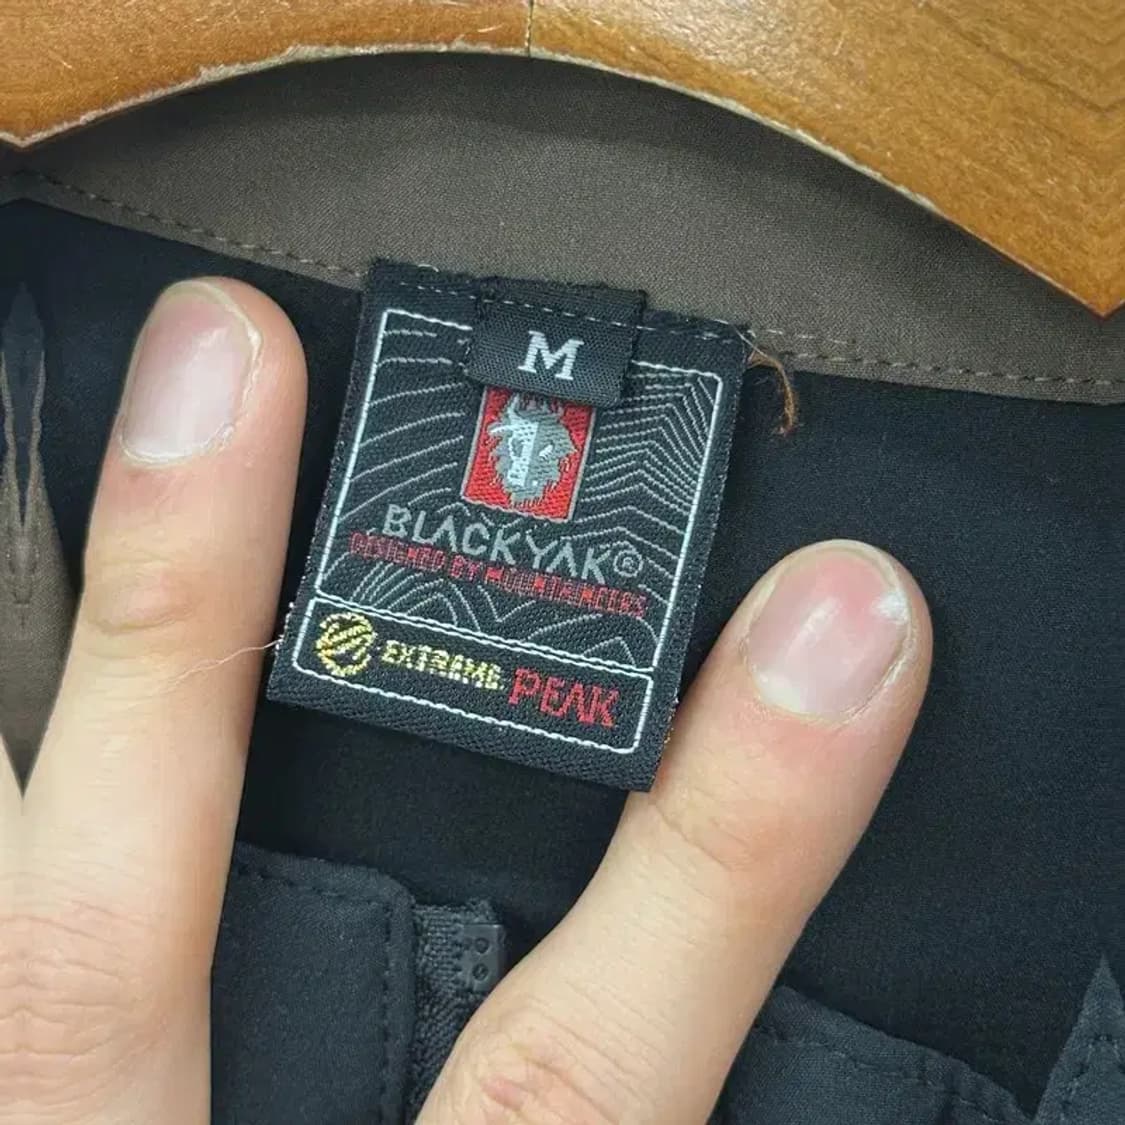 M
BLACKYAK®
DESIGNED BY MOUNTAINEERS
EXTREME PEAK